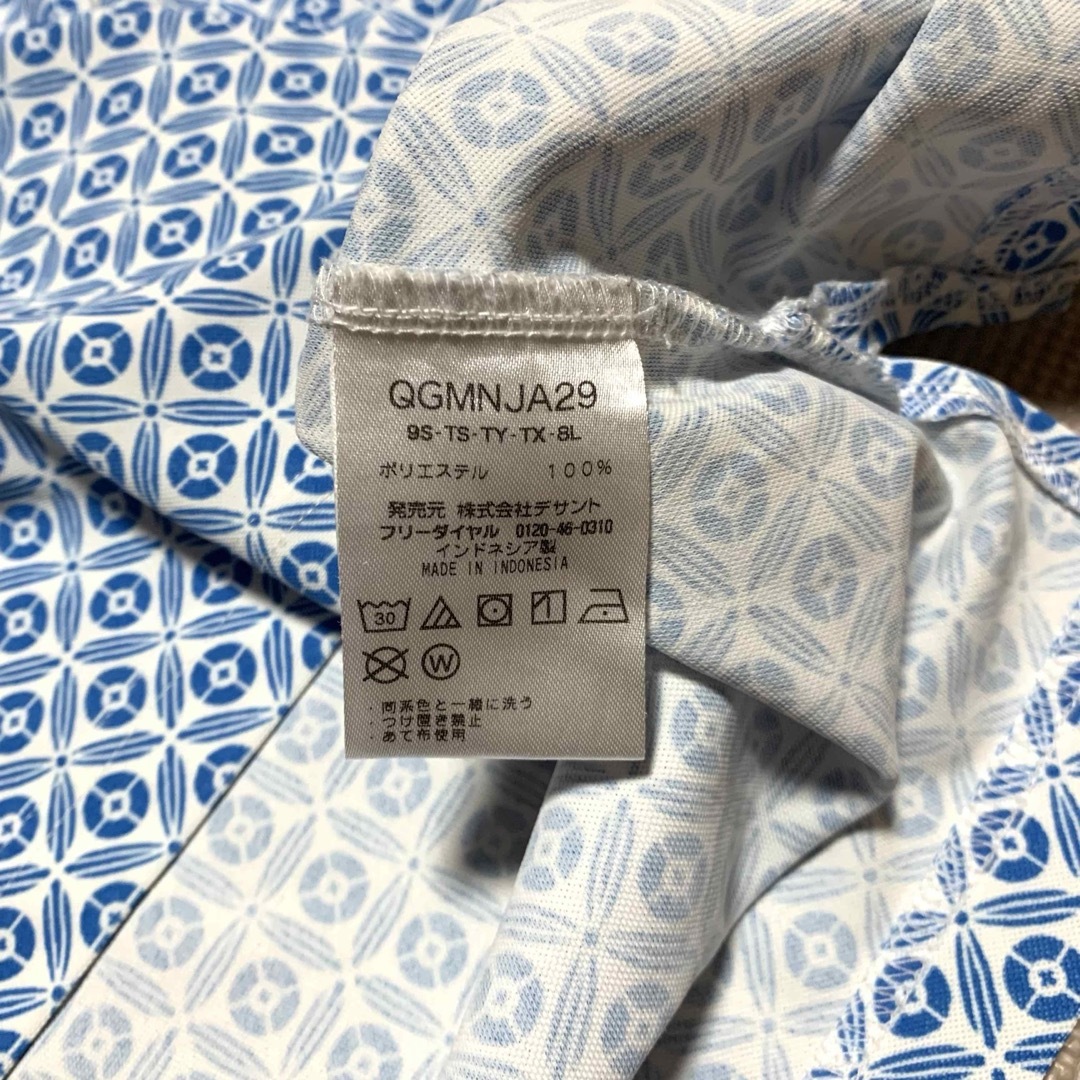 QGMNJA29
9S-TS-TY-TX-8L
ポリエステル 100%
発売元 株式会社デサント
フリーダイヤル 0120-46-0310
インドネシア製
MADE IN INDONESIA
30
W
・同系色と一緒に洗う
・つけ置き禁止
・あて布使用